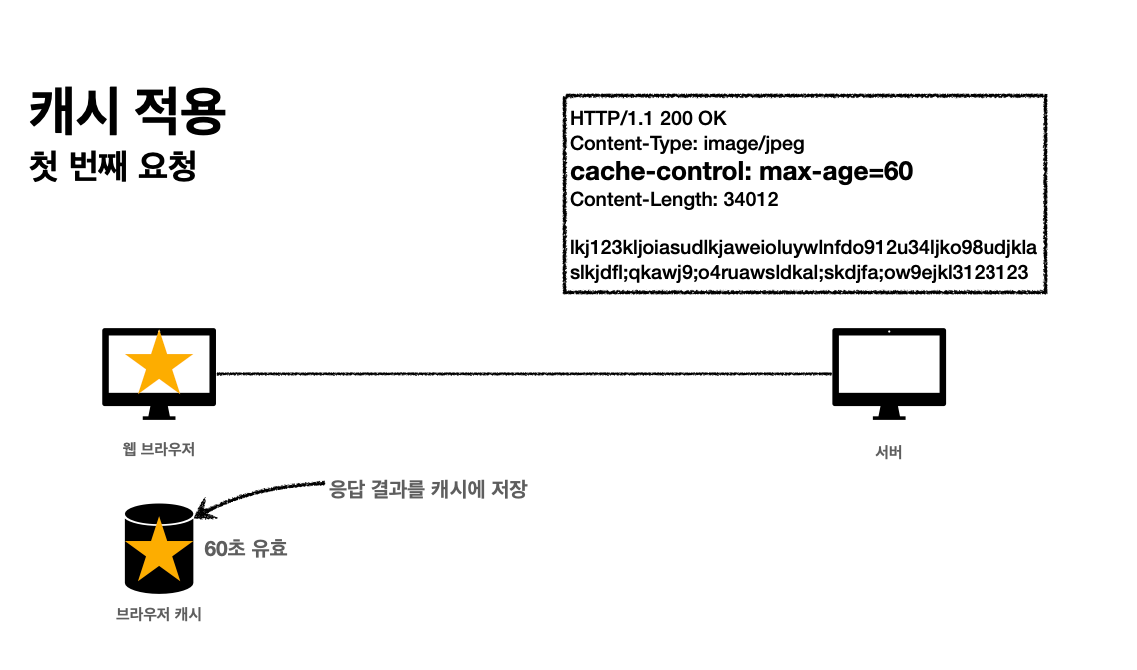 캐시 적용
첫 번째 요청
HTTP/1.1 200 OK
Content-Type: image/jpeg
cache-control: max-age=60
Content-Length: 34012
lkj123kljoiasudlkjaweioluywlnfdo912u34ljko98udjkla
slkjdfl;qkawj9;o4ruawsldkal;skdjfa;ow9ejkl3123123
웹 브라우저
서버
응답 결과를 캐시에 저장
60초 유효
브라우저 캐시